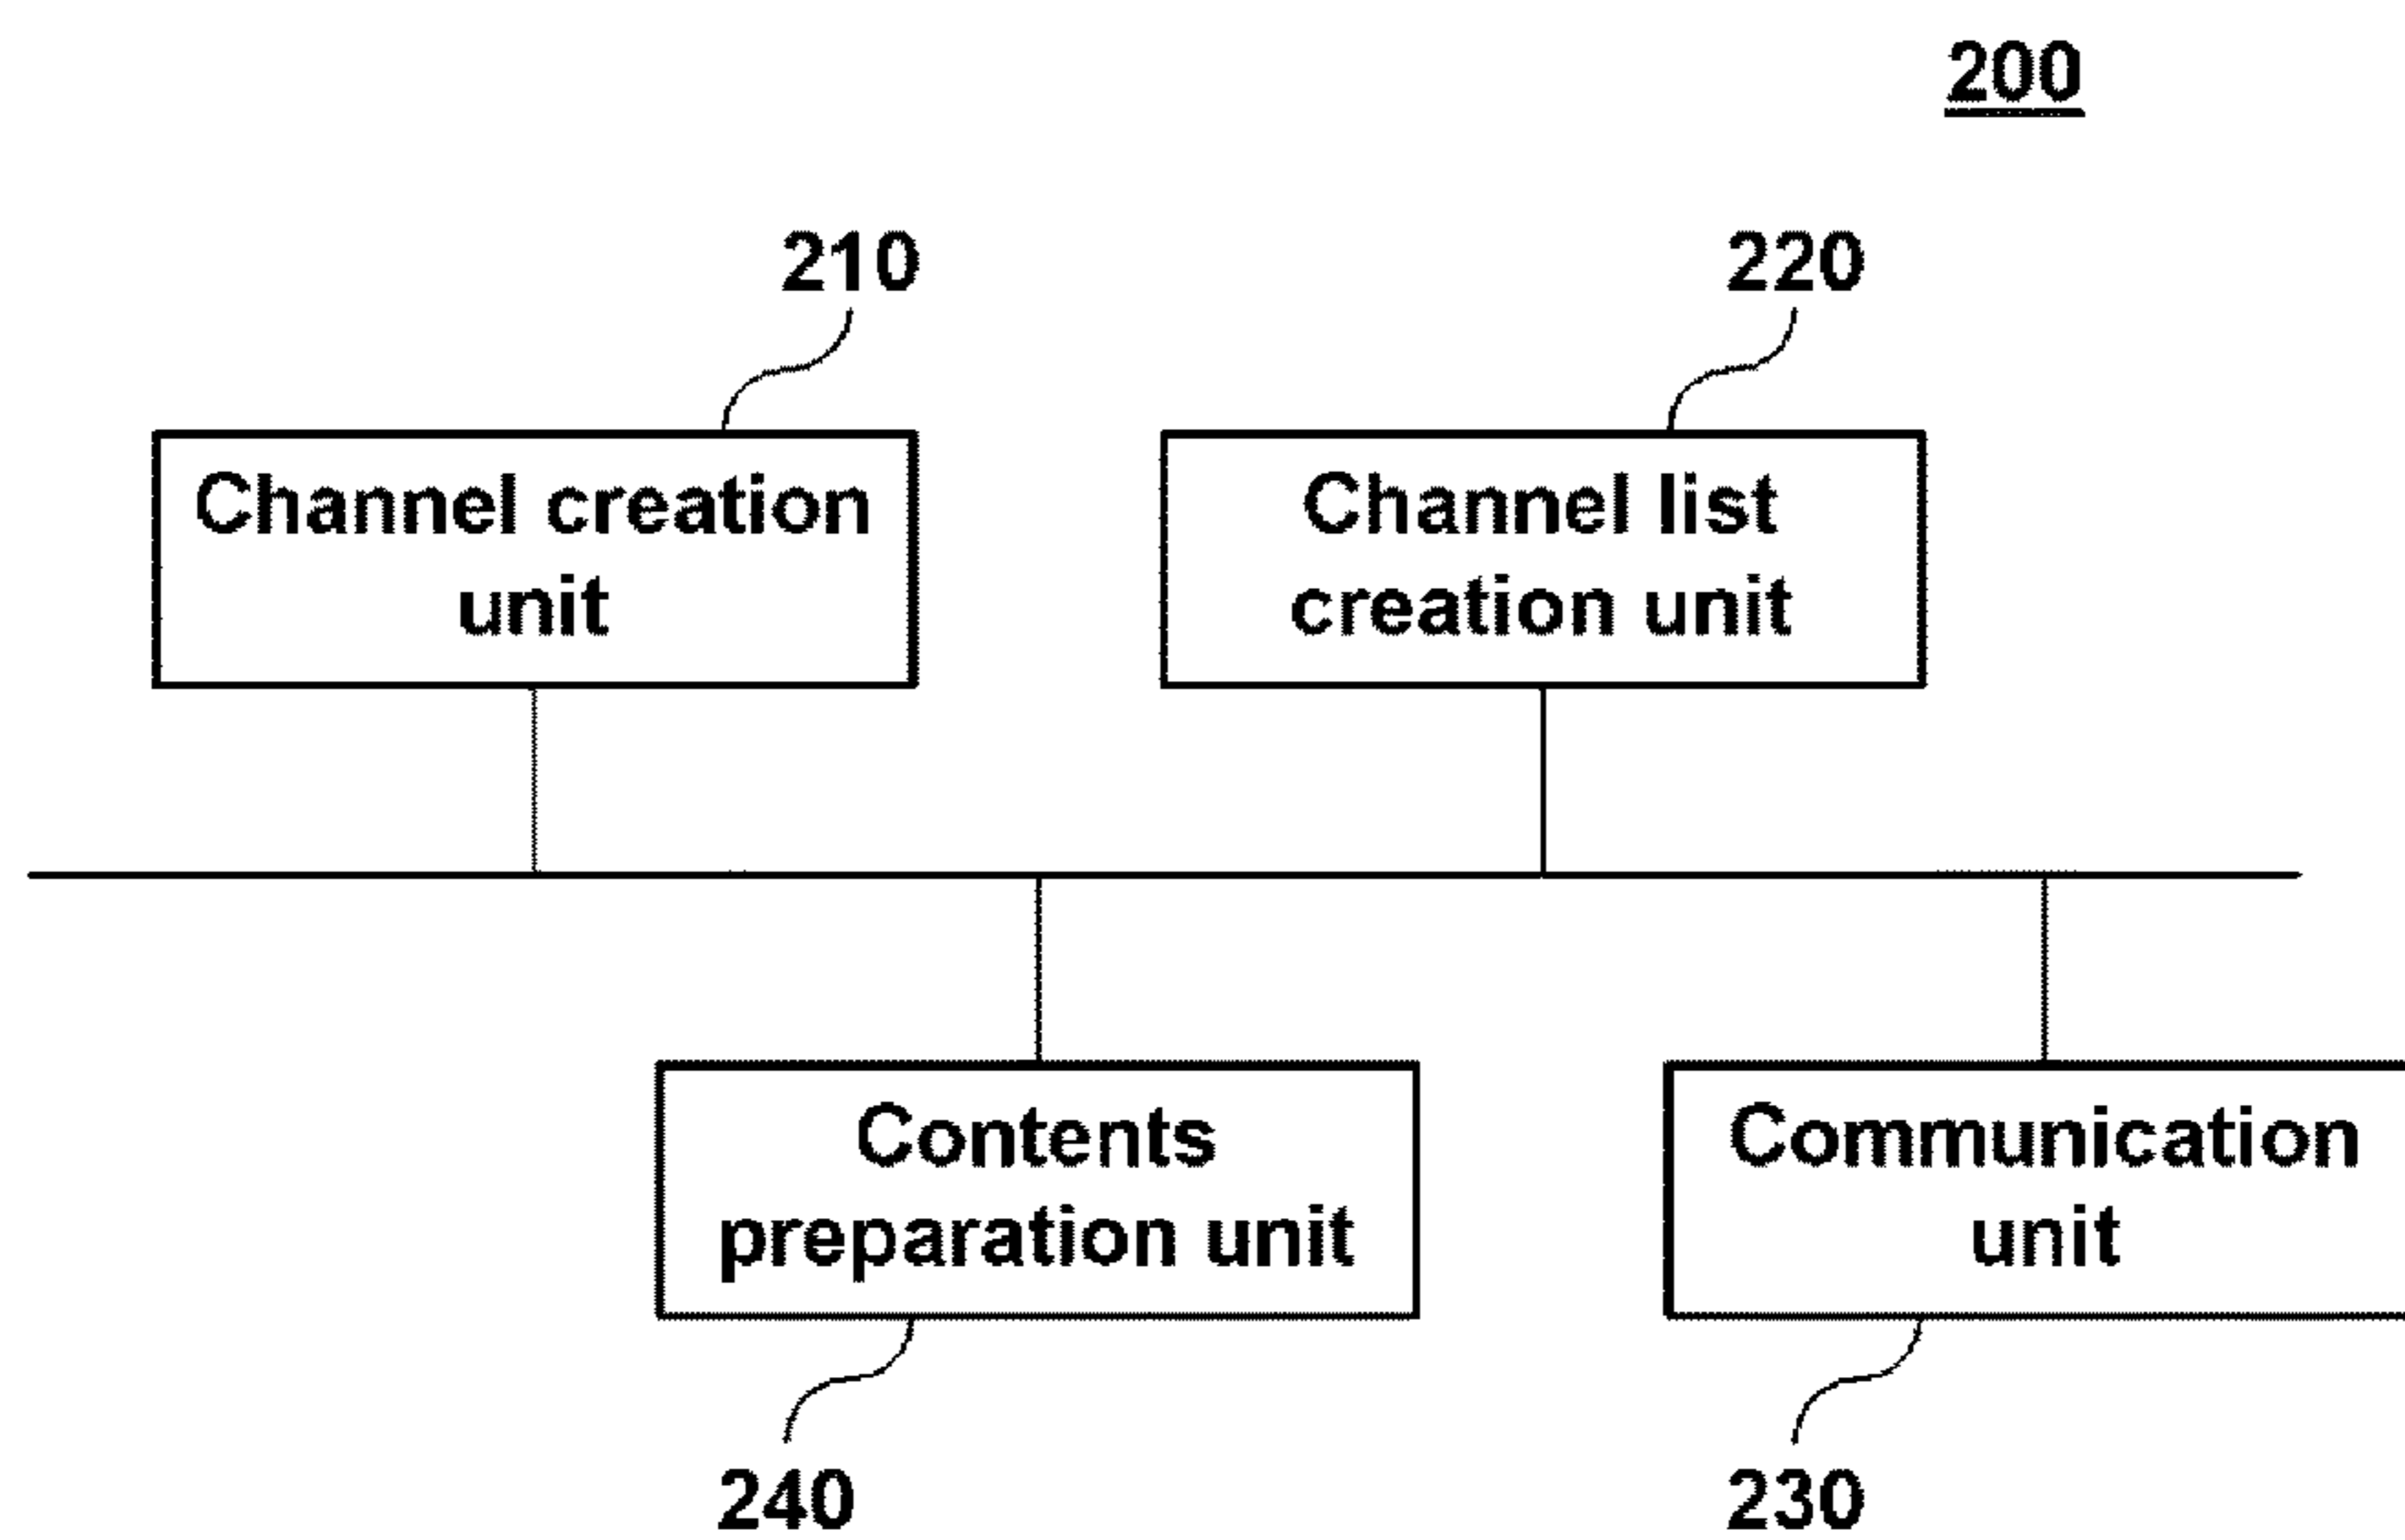 200
210
220
Channel creation
unit
Channel list
creation unit
Contents
preparation unit
Communication
unit
240
230